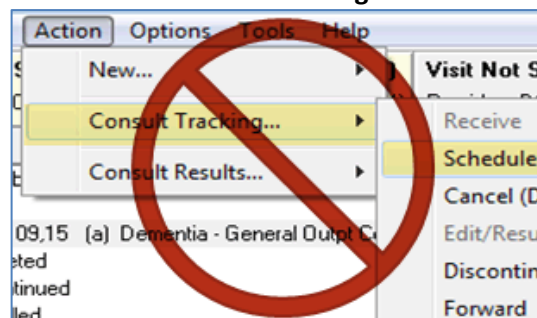 Action Options Tools Help
New...
Visit Not S
Consult Tracking...
Receive
Schedule
Consult Results...
Cancel (D
09,15 (a) Dementia - General Outpt C
Edit/Resu
eted
Discontin
tinued
Forward
lled